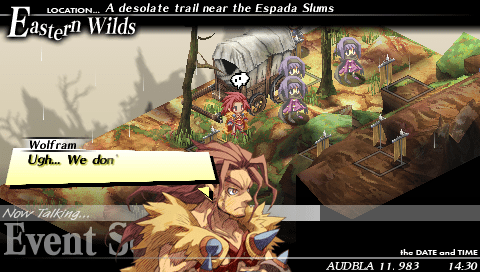 LOCATION... A desolate trail near the Espada Slums
Eastern Wilds
Wolfram
Ugh... We don'
Now Talking...
Event
the DATE and TIME
AUDBLA 11. 983 14:30